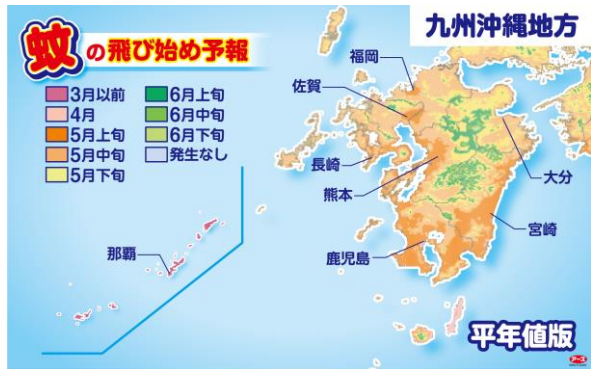 蚊の飛び始め予報
九州沖縄地方
3月以前
4月
5月上旬
5月中旬
5月下旬
6月上旬
6月中旬
6月下旬
発生なし
福岡
佐賀
長崎
熊本
大分
宮崎
鹿児島
那覇
平年値版
アース